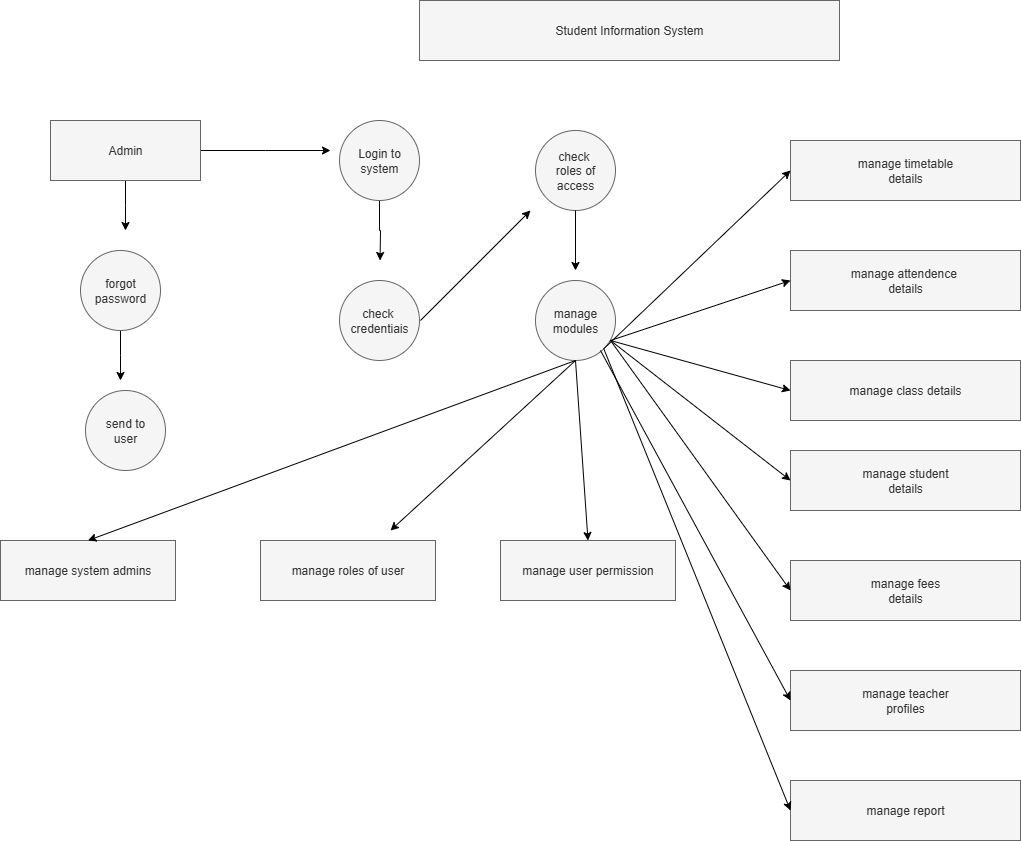 Student Information System
Admin
Login to
system
check
roles of
access
manage timetable
details
forgot
password
check
credentiais
manage
modules
manage attendence
details
send to
user
manage class details
manage student
details
manage system admins
manage roles of user
manage user permission
manage fees
details
manage teacher
profiles
manage report